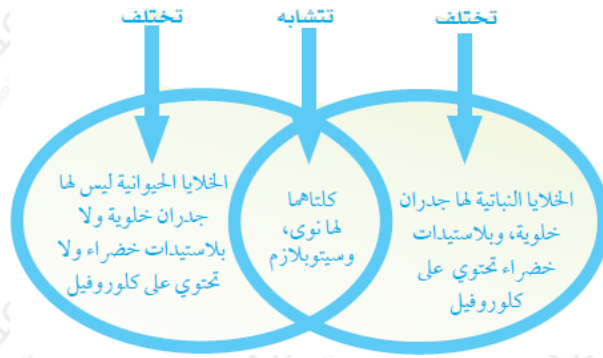 تختلف
تتشابه
تختلف
الخلايا النباتية لها جدران
خلوية، وبلاستيدات
خضراء تحتوي على
كلوروفيل
كلتاهما
لها نوى،
وسيتوبلازم
الخلايا الحيوانية ليس لها
جدران خلوية ولا
بلاستيدات خضراء ولا
تحتوي على كلوروفيل